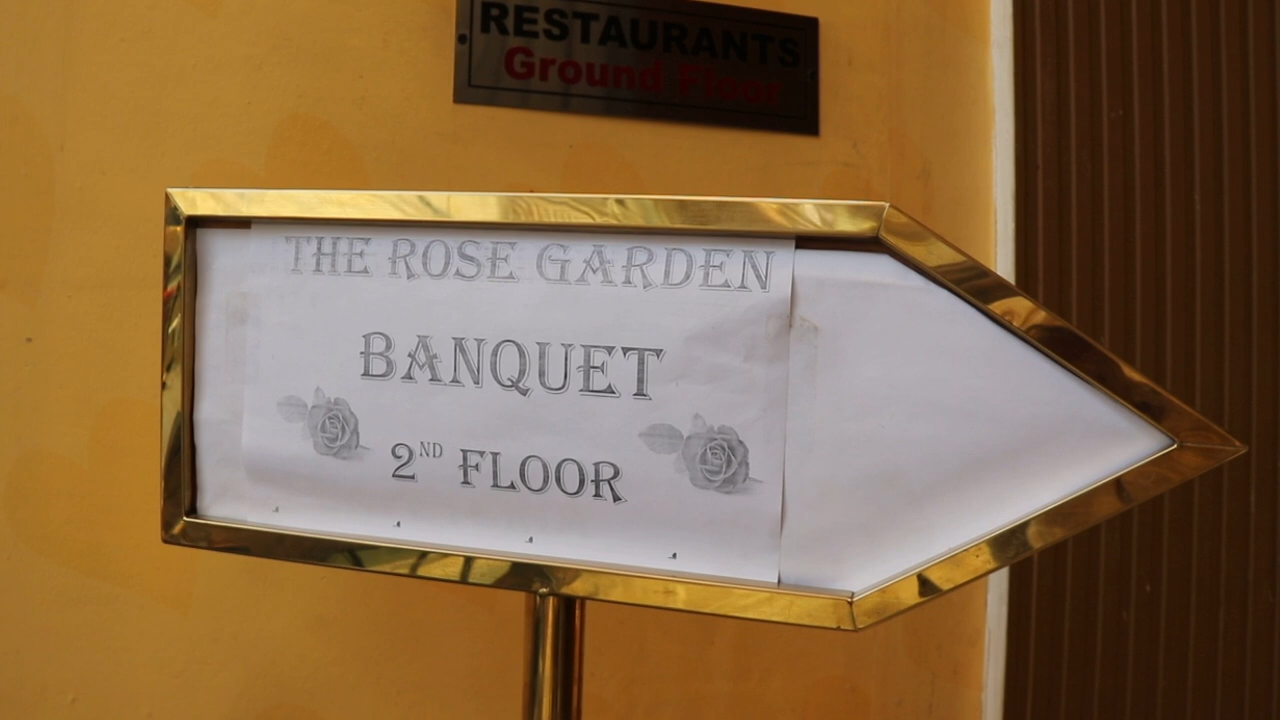 RESTAURANTS
Ground Floor
THE ROSE GARDEN
BANQUET
2ND FLOOR